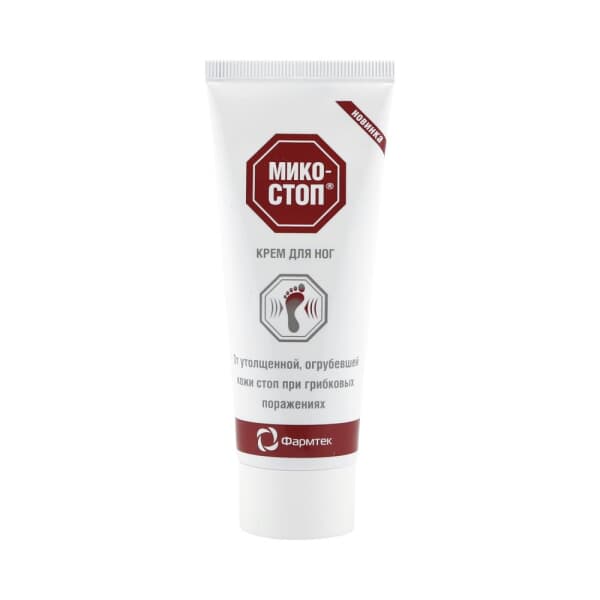 новинка
МИКО-
СТОП®
КРЕМ ДЛЯ НОГ
От утолщенной, огрубевшей
кожи стоп при грибковых
поражениях
Фармтек